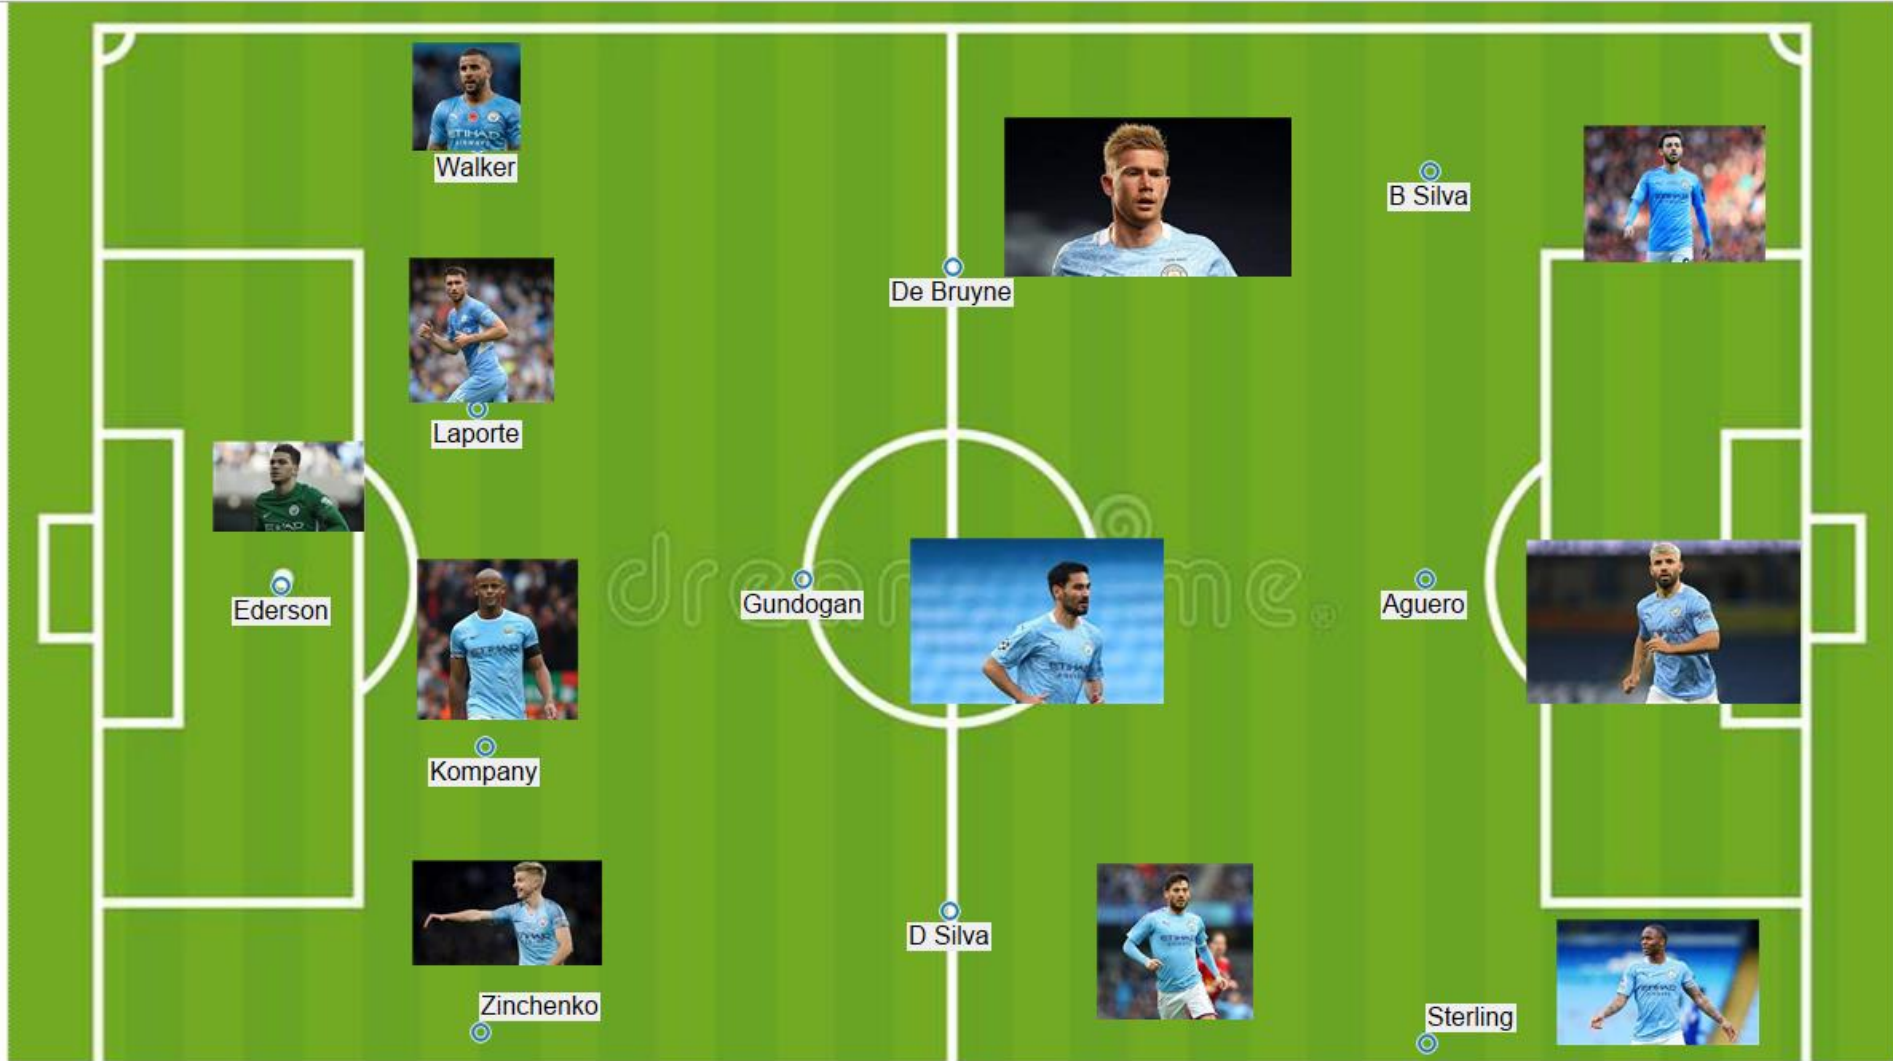 Walker
B Silva
De Bruyne
Laporte
Ederson
Gundogan
Aguero
Kompany
D Silva
Zinchenko
Sterling